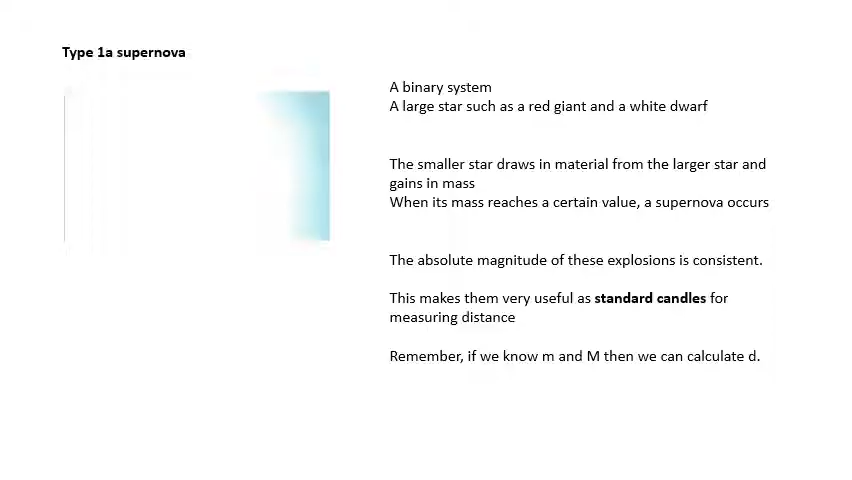 Type 1a supernova
A binary system
A large star such as a red giant and a white dwarf
The smaller star draws in material from the larger star and
gains in mass
When its mass reaches a certain value, a supernova occurs
The absolute magnitude of these explosions is consistent.
This makes them very useful as standard candles for
measuring distance
Remember, if we know m and M then we can calculate d.